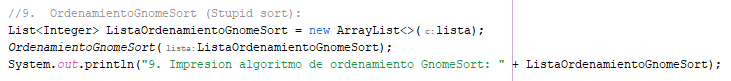 //9.  OrdenamientoGnomeSort (Stupid sort):
List<Integer> ListaOrdenamientoGnomeSort = new ArrayList<>( c: lista);
OrdenamientoGnomeSort( lista: ListaOrdenamientoGnomeSort);
System.out.println("9. Impresion algoritmo de ordenamiento GnomeSort: " + ListaOrdenamientoGnomeSort);